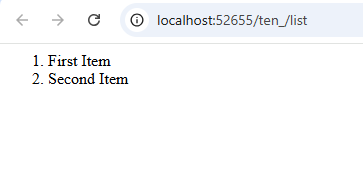 localhost:52655/ten_/list
1. First Item
2. Second Item